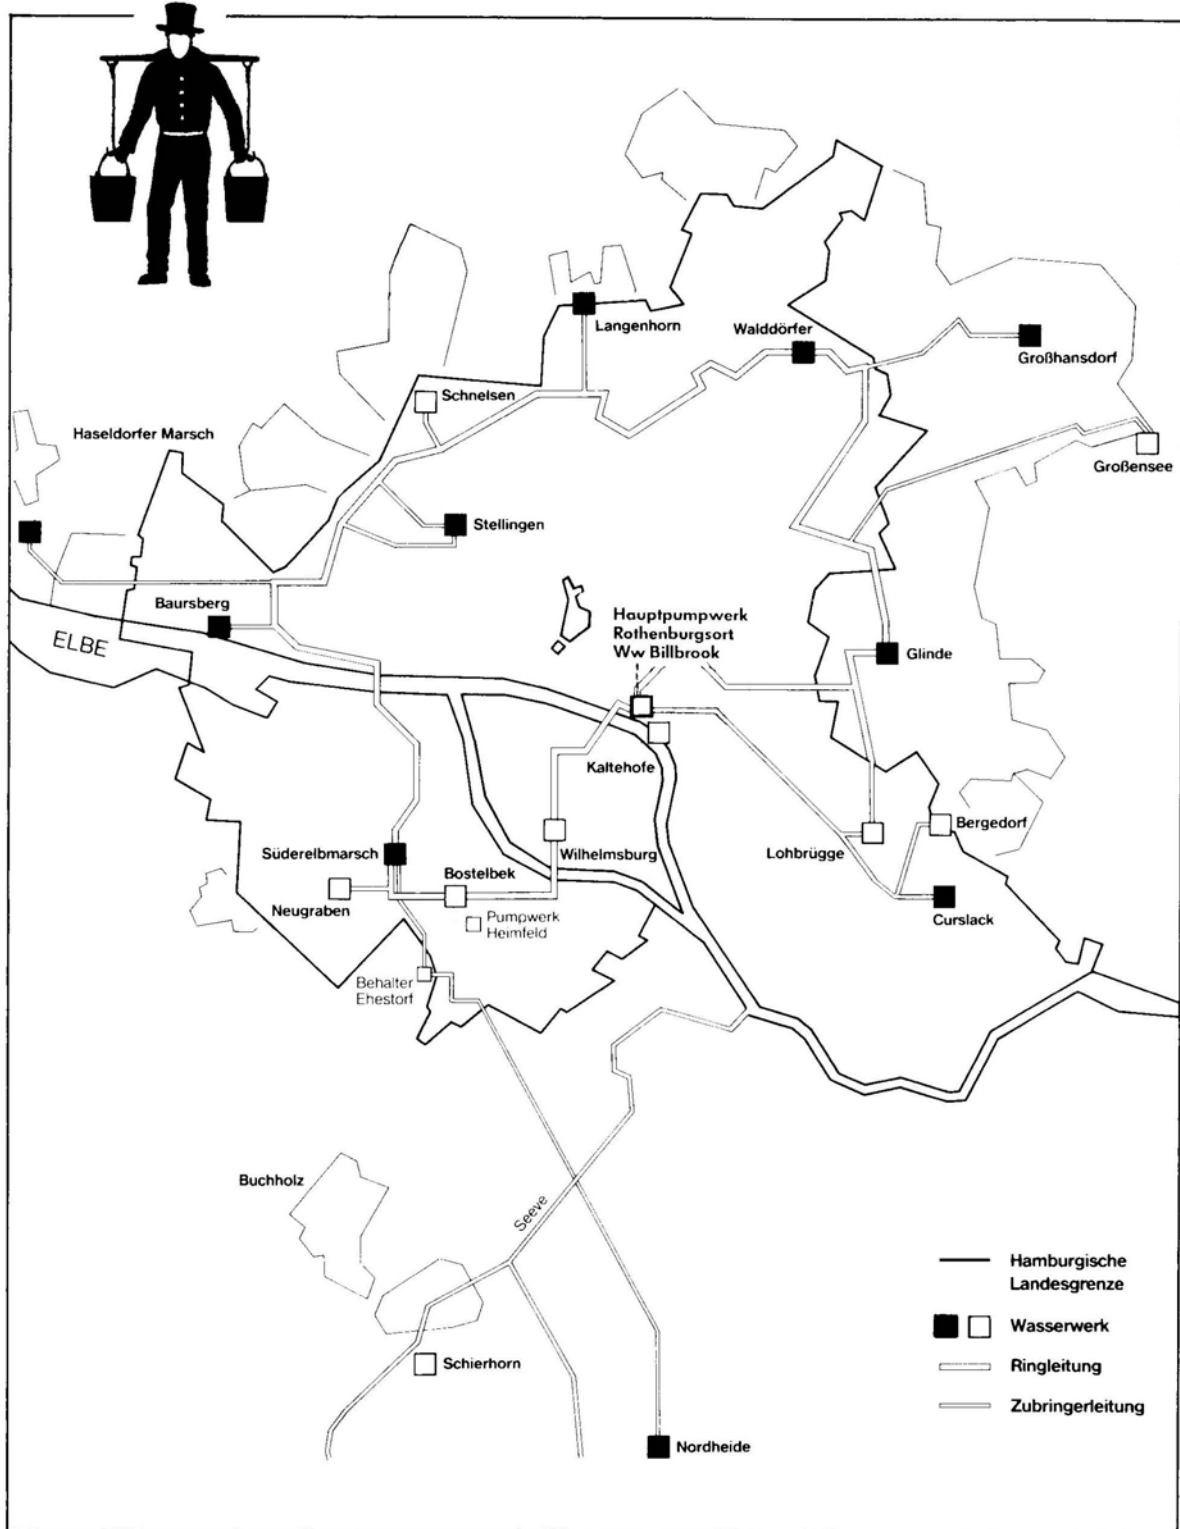 Langenhorn
Walddörfer
Großhansdorf
Schnelsen
Haseldorfer Marsch
Großensee
Stellingen
Baursberg
ELBE
Hauptpumpwerk
Rothenburgsort
Ww Billbrook
Glinde
Kaltehofe
Bergedorf
Lohbrügge
Süderelbmarsch
Wilhelmsburg
Bostelbek
Neugraben
Curslack
Pumpwerk
Heimfeld
Behalter
Ehestorf
Buchholz
Seeve
Schierhorn
Nordheide
Hamburgische
Landesgrenze
Wasserwerk
Ringleitung
Zubringerleitung